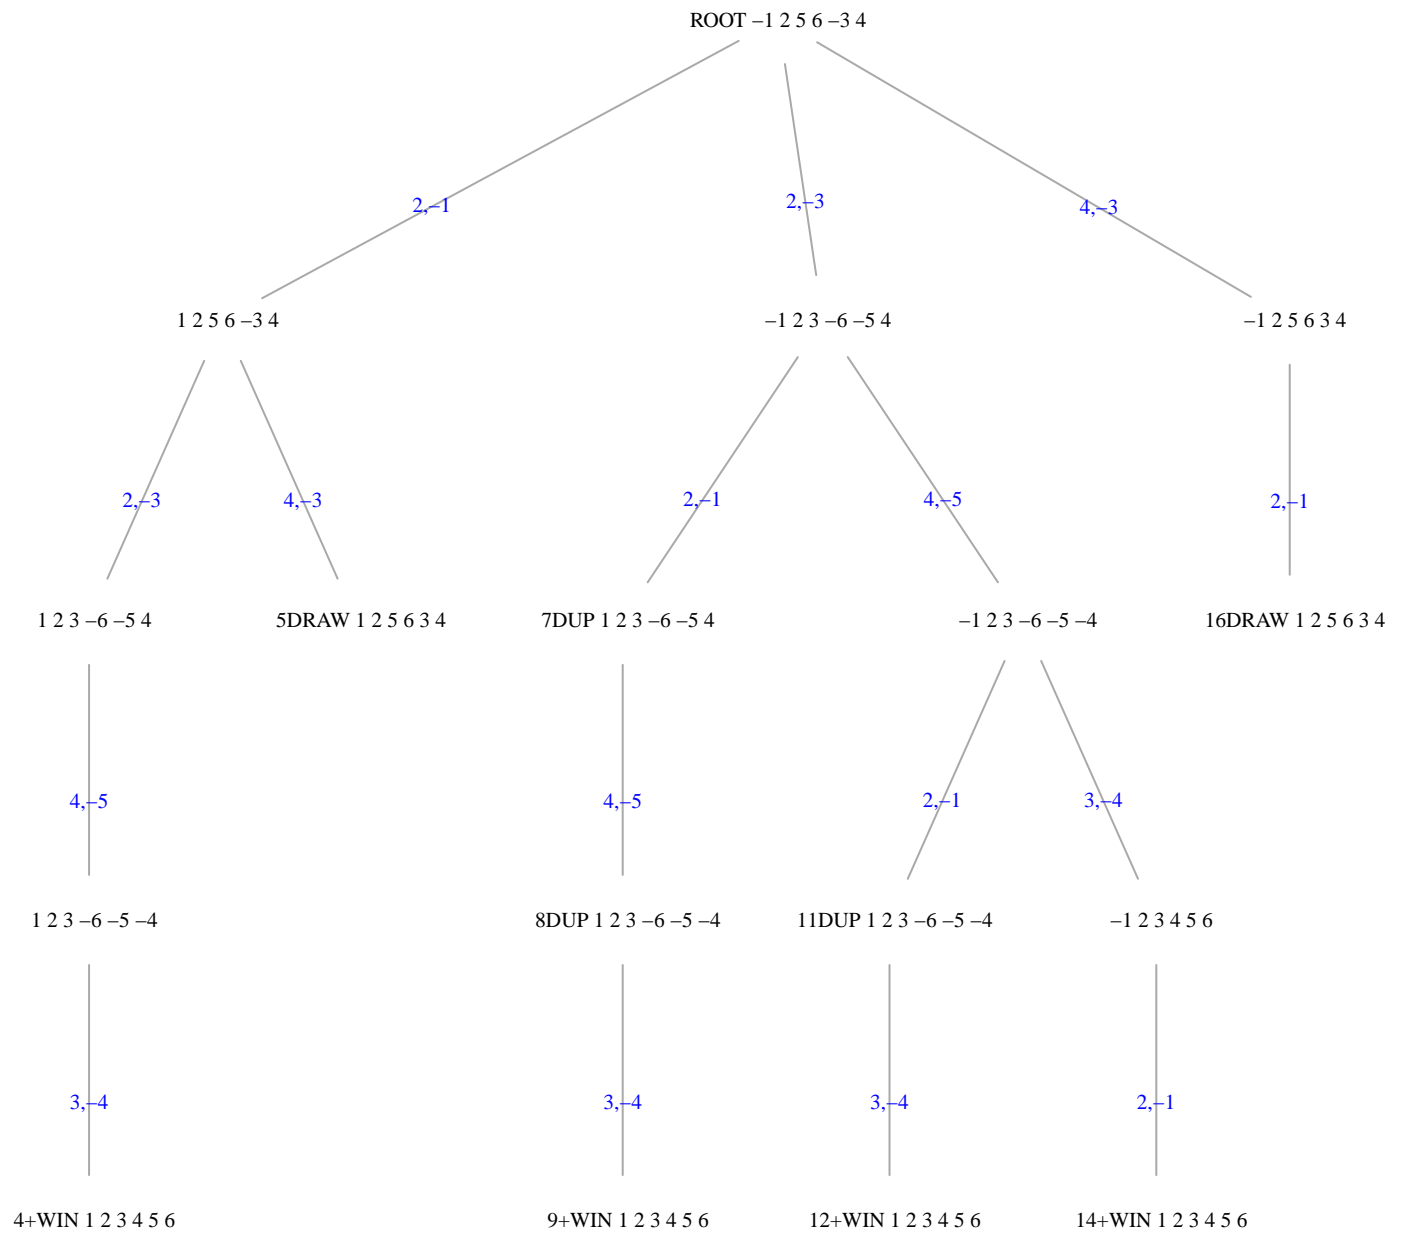 ROOT –1 2 5 6 –3 4
2,–1
2,–3
4,–3
1 2 5 6 –3 4
–1 2 3 –6 –5 4
–1 2 5 6 3 4
2,–3
4,–3
2,–1
4,–5
2,–1
1 2 3 –6 –5 4
5DRAW 1 2 5 6 3 4
7DUP 1 2 3 –6 –5 4
–1 2 3 –6 –5 –4
16DRAW 1 2 5 6 3 4
4,–5
4,–5
2,–1
3,–4
1 2 3 –6 –5 –4
8DUP 1 2 3 –6 –5 –4
11DUP 1 2 3 –6 –5 –4
–1 2 3 4 5 6
3,–4
3,–4
3,–4
2,–1
4+WIN 1 2 3 4 5 6
9+WIN 1 2 3 4 5 6
12+WIN 1 2 3 4 5 6
14+WIN 1 2 3 4 5 6